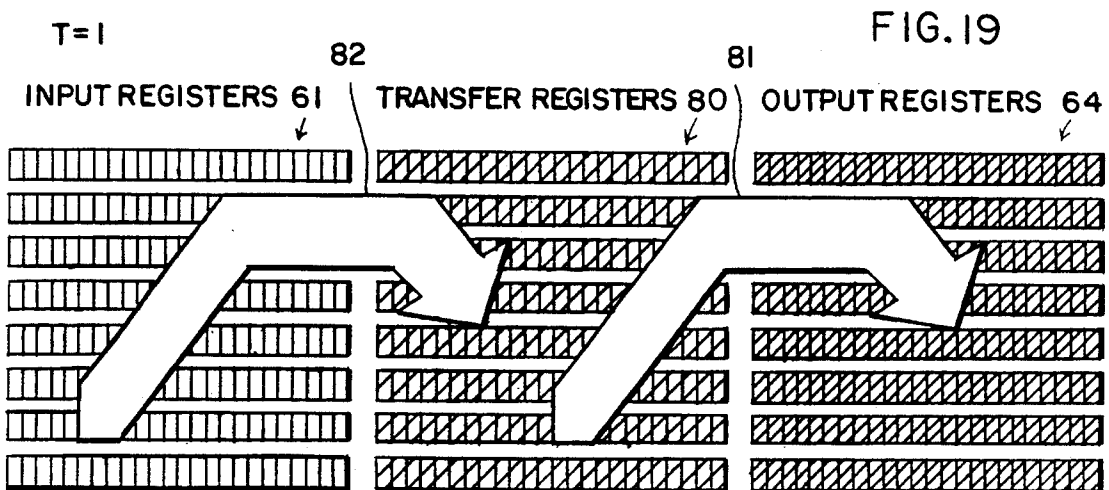 T=1
FIG.19
82
81
INPUT REGISTERS 61
TRANSFER REGISTERS 80
OUTPUT REGISTERS 64